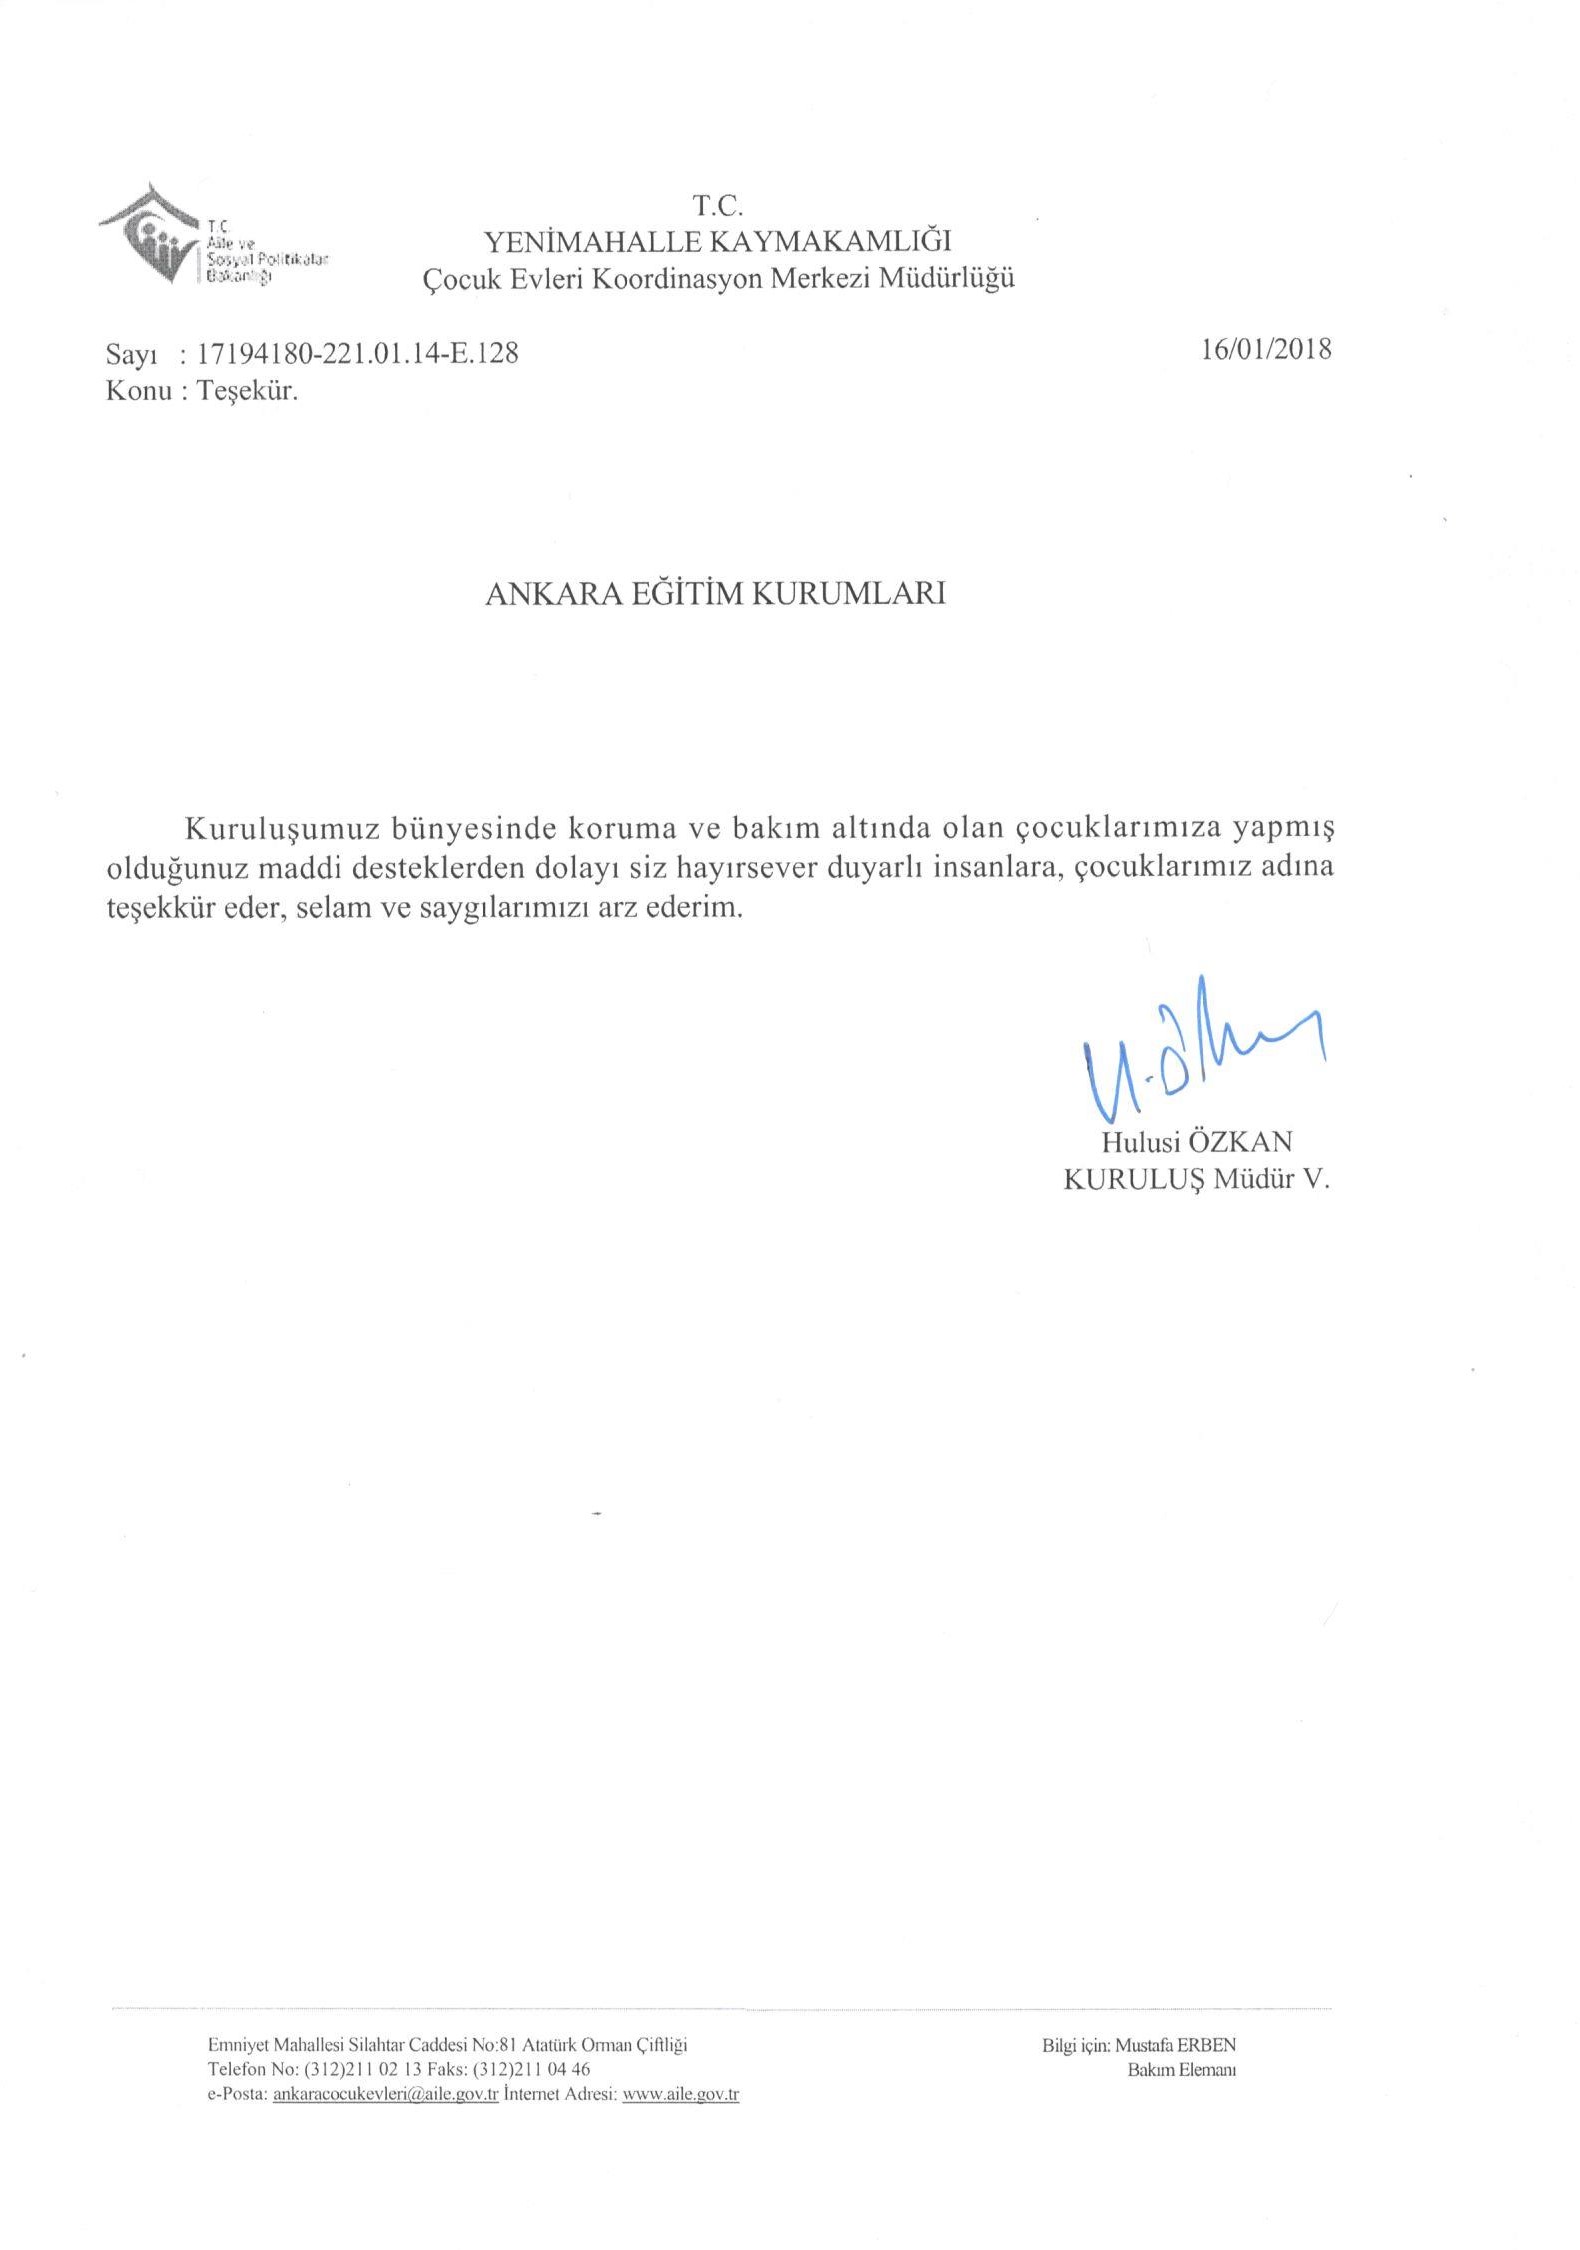 T.C
Aile ve
Sosyal Politikalar
Bakanlığı
T.C.
YENİMAHALLE KAYMAKAMLIĞI
Çocuk Evleri Koordinasyon Merkezi Müdürlüğü
Sayı : 17194180-221.01.14-E.128
16/01/2018
Konu : Teşekür.
ANKARA EĞİTİM KURUMLARI
Kuruluşumuz bünyesinde koruma ve bakım altında olan çocuklarımıza yapmış
olduğunuz maddi desteklerden dolayı siz hayırsever duyarlı insanlara, çocuklarımız adına
teşekkür eder, selam ve saygılarımızı arz ederim.
Hulusi ÖZKAN
KURULUŞ Müdür V.
Emniyet Mahallesi Silahtar Caddesi No:81 Atatürk Orman Çiftliği
Telefon No: (312)211 02 13 Faks: (312)211 04 46
e-Posta: ankaracocukevleri@aile.gov.tr İnternet Adresi: www.aile.gov.tr
Bilgi için: Mustafa ERBEN
Bakım Elemanı